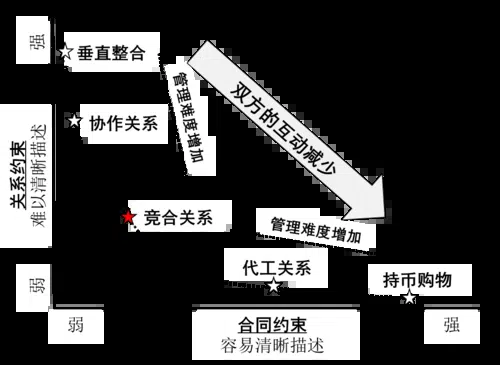 强
垂直整合
管理难度增加
双方的互动减少
协作关系
关系约束
难以清晰描述
竞合关系
管理难度增加
代工关系
持币购物
弱
弱
合同约束
容易清晰描述
强